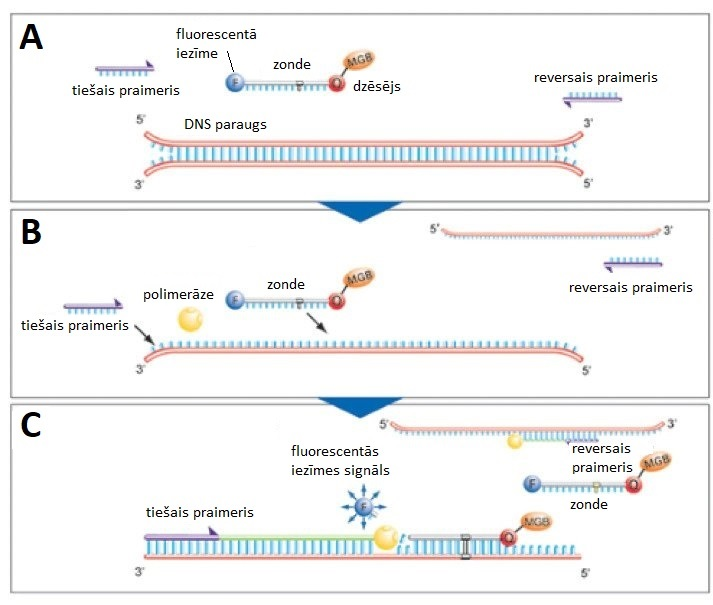 A
fluorescentā
iezīme
zonde
MGB
F
P
Q
dzēsējs
tiešais praimeris
reversais praimeris
5'
DNS paraugs
3'
3'
5'
B
5'
3'
polimerāze
F
zonde
P
Q
MGB
reversais praimeris
tiešais praimeris
3'
5'
C
5'
3'
fluorescentās
iezīmes signāls
reversais
praimeris
MGB
F
P
Q
zonde
F
tiešais praimeris
MGB
Q
3'
5'